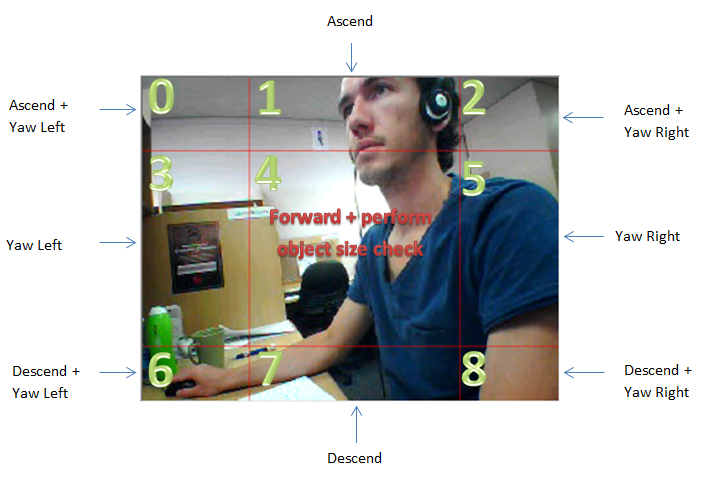 Ascend
Ascend +
Yaw Left
0
1
2
Ascend +
Yaw Right
3
4
5
Forward + perform
object size check
Yaw Left
Yaw Right
Descend +
Yaw Left
6
7
8
Descend +
Yaw Right
Descend